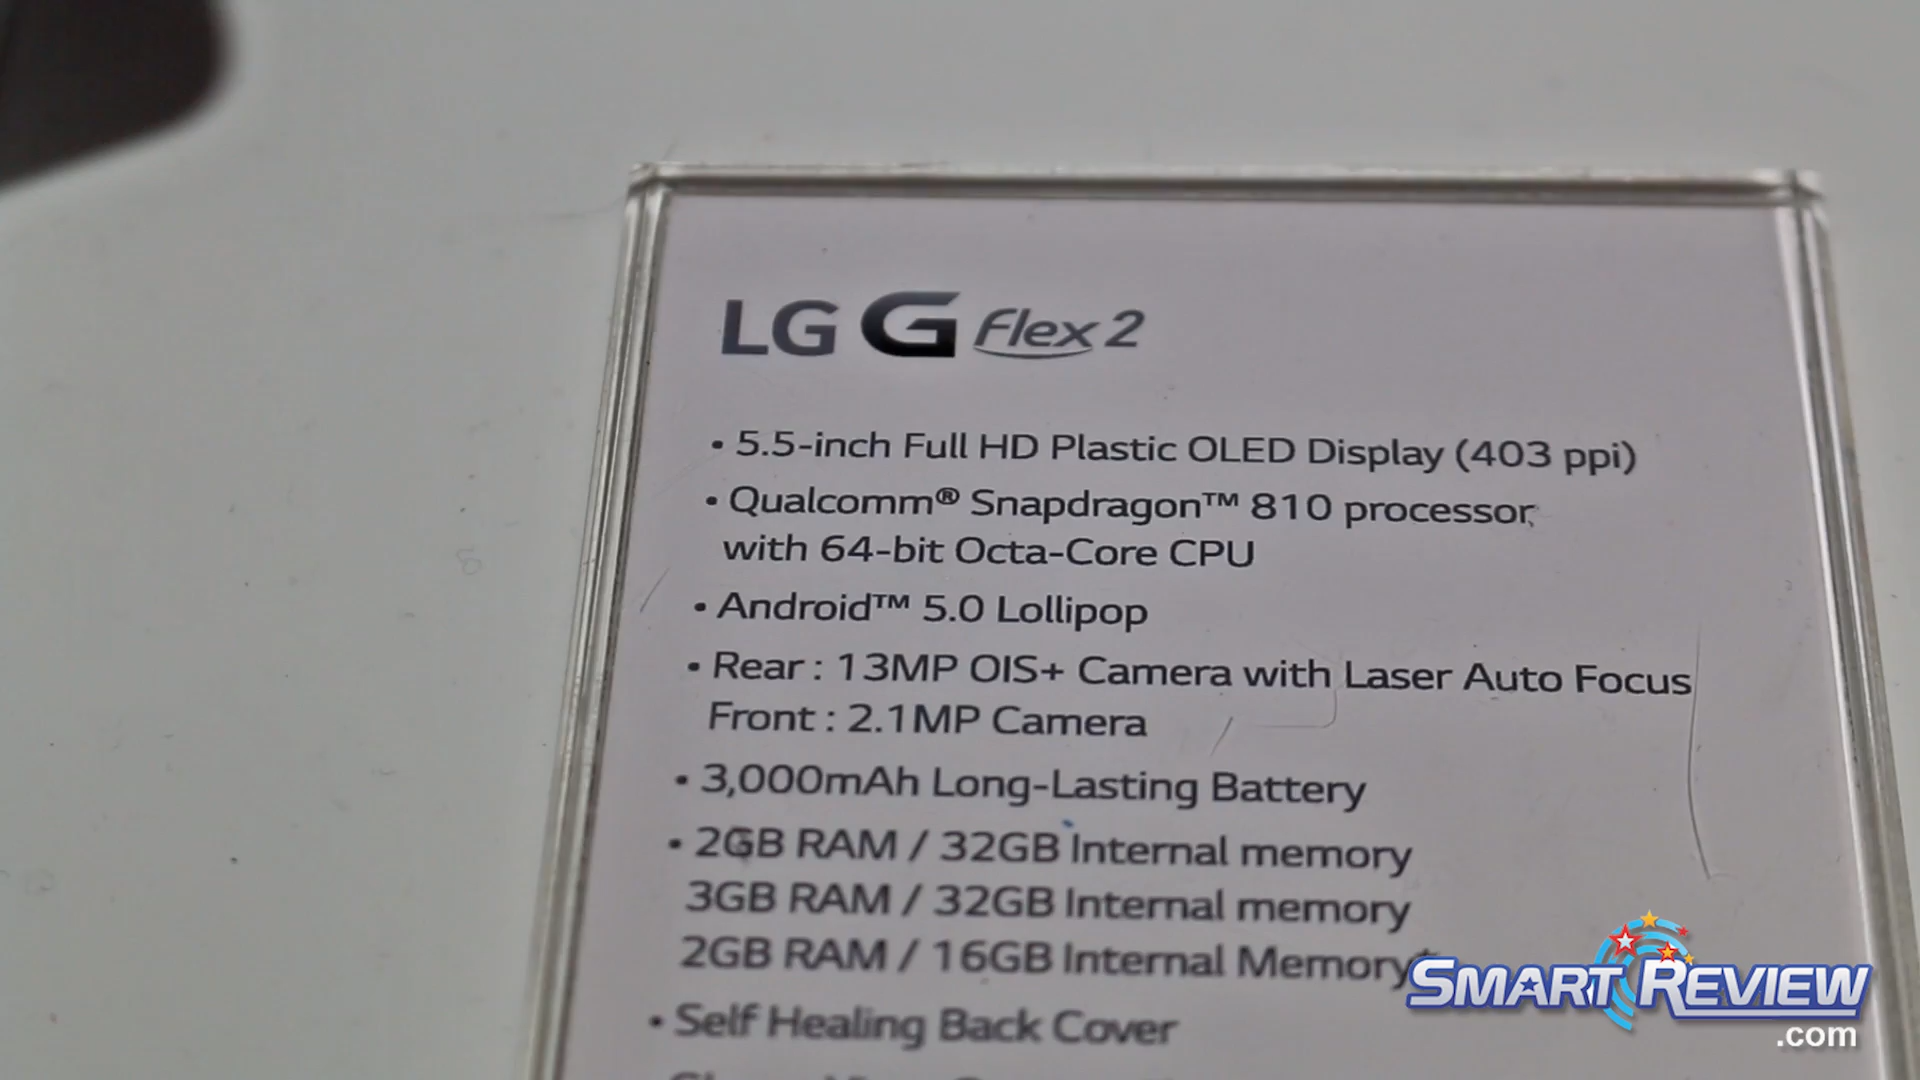 LG G Flex 2
• 5.5-inch Full HD Plastic OLED Display (403 ppi)
• Qualcomm® Snapdragon™ 810 processor,
with 64-bit Octa-Core CPU
• Android™ 5.0 Lollipop
• Rear : 13MP OIS+ Camera with Laser Auto Focus
Front : 2.1MP Camera
• 3,000mAh Long-Lasting Battery
• 2GB RAM / 32GB Internal memory
3GB RAM / 32GB Internal memory
2GB RAM / 16GB Internal Memory*
• Self Healing Back Cover
SMART REVIEW
.com